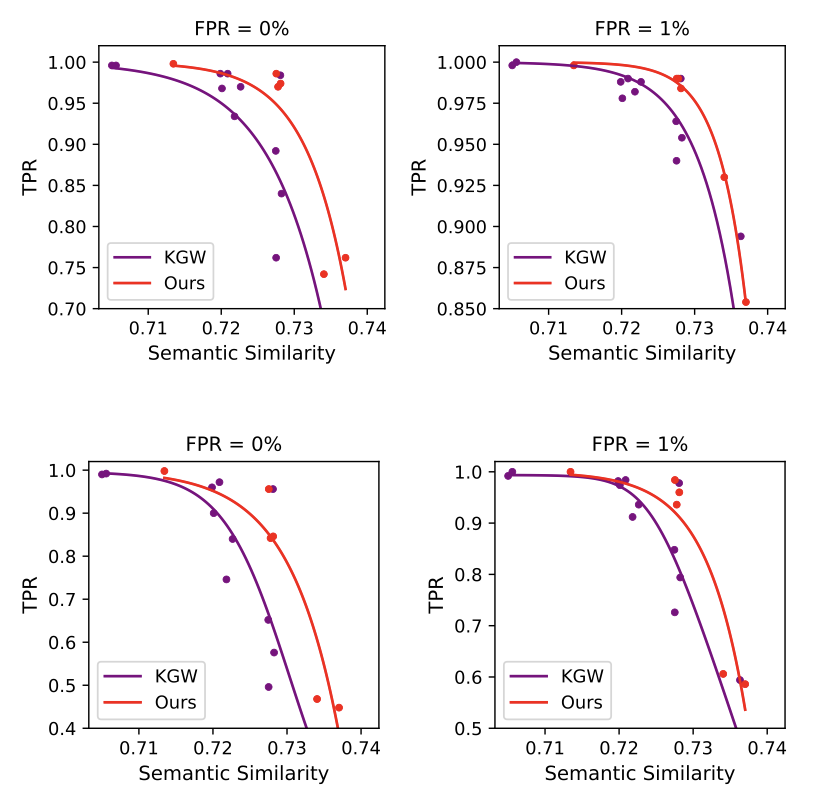 FPR = 0%
1.00
0.95
0.90
0.85
0.80
0.75
0.70
TPR
KGW
Ours
0.71 0.72 0.73 0.74
Semantic Similarity
FPR = 1%
1.000
0.975
0.950
0.925
0.900
0.875
0.850
TPR
KGW
Ours
0.71 0.72 0.73 0.74
Semantic Similarity
FPR = 0%
1.0
0.9
0.8
0.7
0.6
0.5
0.4
TPR
KGW
Ours
0.71 0.72 0.73 0.74
Semantic Similarity
FPR = 1%
1.0
0.9
0.8
0.7
0.6
0.5
TPR
KGW
Ours
0.71 0.72 0.73 0.74
Semantic Similarity